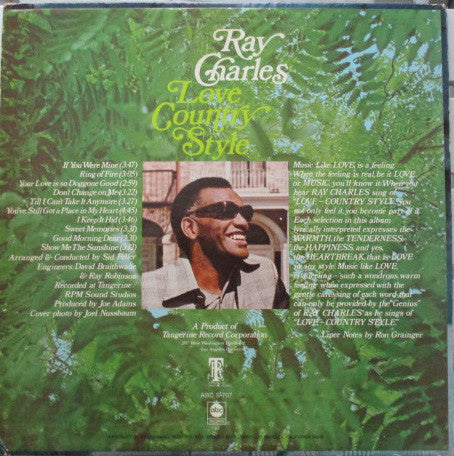 Ray
Charles
Love
Country
Style
If You Were Mine (3:47)
Ring of Fire (3:05)
Your Love is so Doggone Good (2:59)
Don't Change on Me (3:22)
Till I Can't Take It Anymore (3:27)
You've Still Got a Place in My Heart (4:45)
I Keep It Hid (3:46)
Sweet Memories (3:31)
Good Morning Dear (3:31)
Show Me The Sunshine (3:02)
Arranged & Conducted by Sid Feller
Engineers: David Braithwaite
& Ray Robinson
Recorded at Tangerine/
RPM Sound Studios
Produced by Joe Adams
Cover photo by Joel Nussbaum
Music Like LOVE, is a feeling
When the feeling is real, be it LOVE
or MUSIC, you'll know it. When you
hear RAY CHARLES sing of
"LOVE – COUNTRY STYLE" you
not only feel it, you become part of it.
Each selection in this album
lyrically interpreted expresses the
WARMTH, the TENDERNESS,
the HAPPINESS, and yes,
the HEARTBREAK, that is LOVE
in any style. Music like LOVE
is a feeling – such a wondrous, warm
feeling when expressed with the
gentle caressing of each word that
can only be provided by the "Genius"
of RAY CHARLES as he sings of
"LOVE – COUNTRY STYLE"
Liner Notes by Ron Grainger
A Product of
Tangerine Record Corporation
Los Angeles
ABC
abc